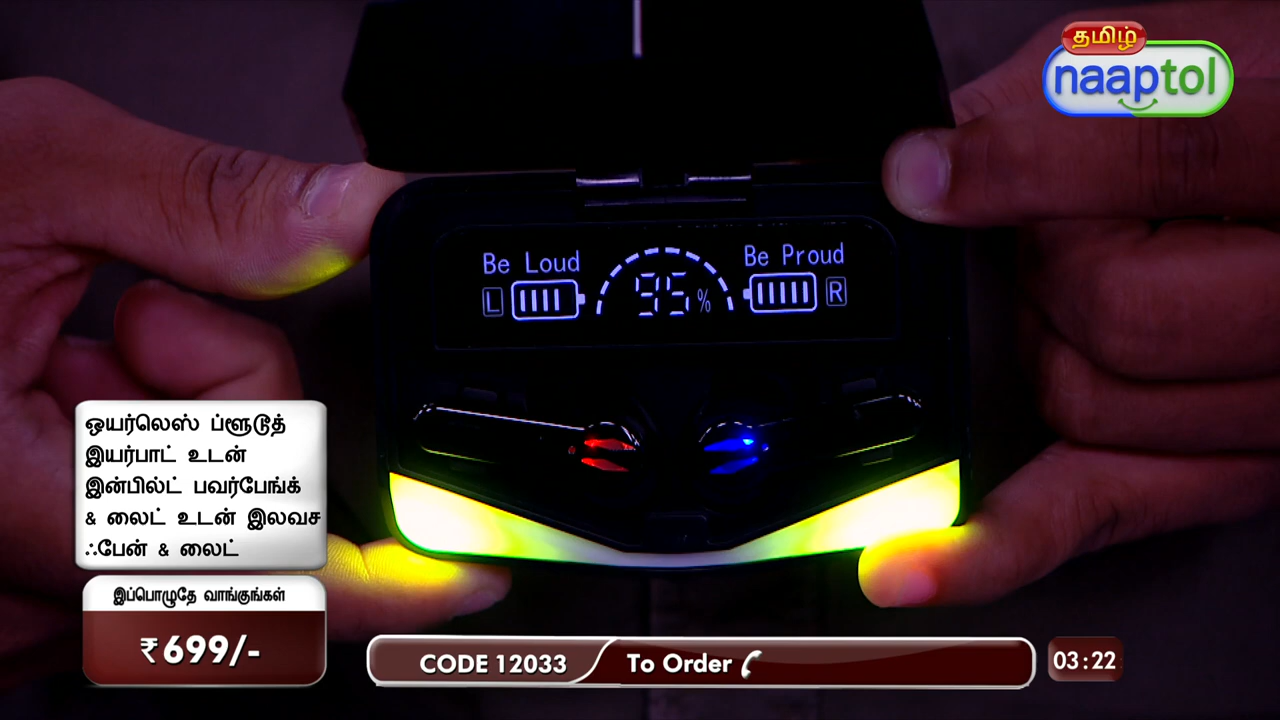 தமிழ்
naaptol
Be Loud
Be Proud
L
95%
R
ஒயர்லெஸ் ப்ளூடூத்
இயர்பாட் உடன்
இன்பில்ட் பவர்பேங்க்
& லைட் உடன் இலவச
ஃபேன் & லைட்
இப்பொழுதே வாங்குங்கள்
₹699/-
CODE 12033
To Order
03:22